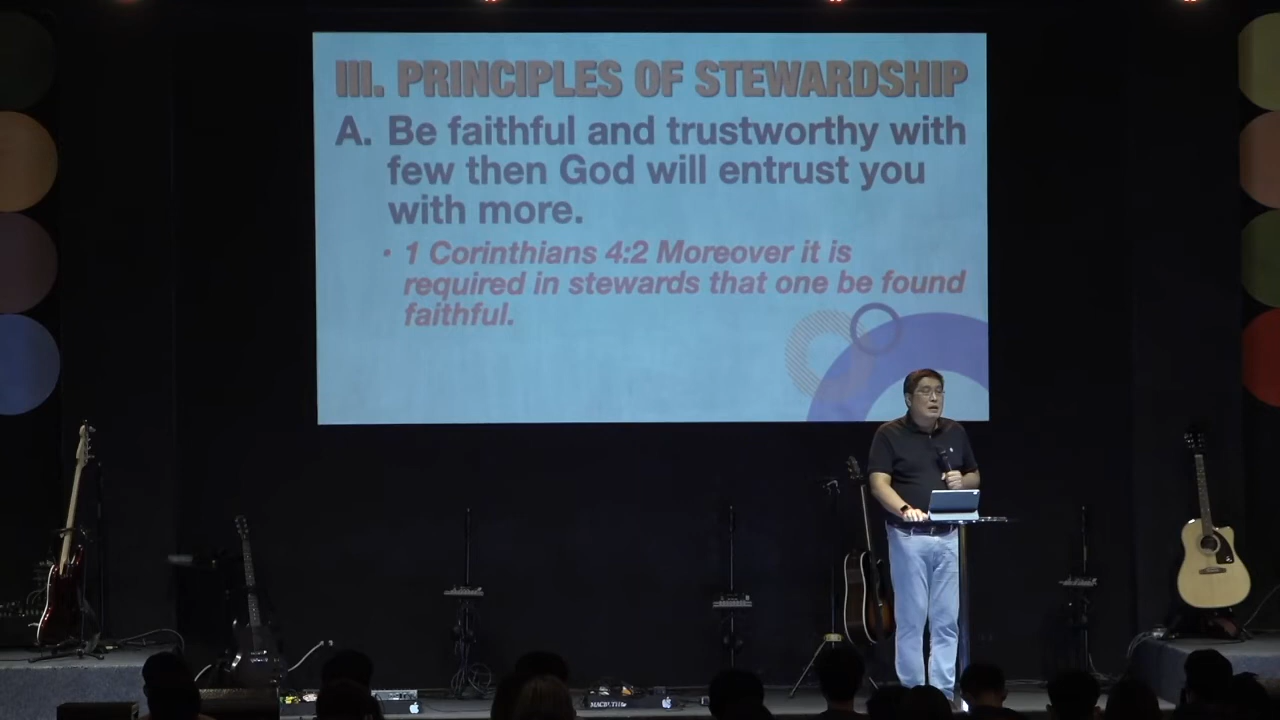 III. PRINCIPLES OF STEWARDSHIP
A. Be faithful and trustworthy with
few then God will entrust you
with more.
• 1 Corinthians 4:2 Moreover it is
required in stewards that one be found
faithful.